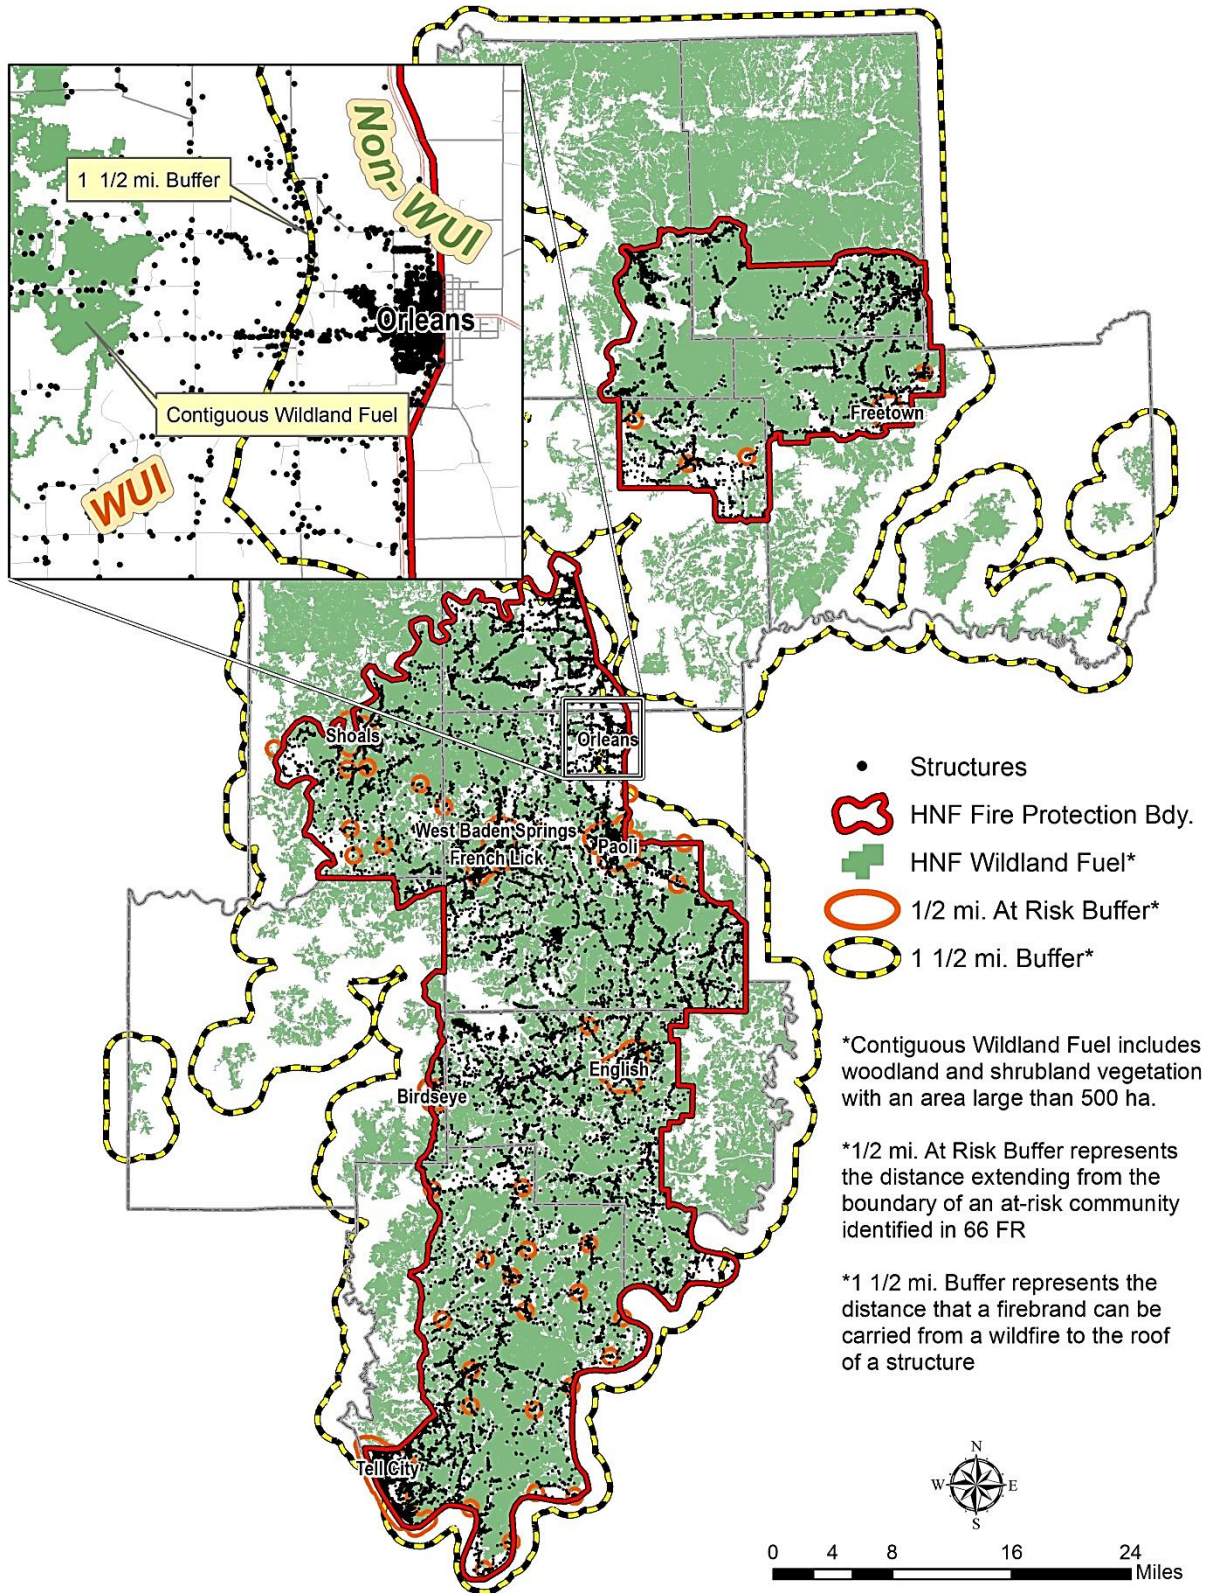 1 1/2 mi. Buffer
Non-WUI
Orleans
Contiguous Wildland Fuel
WUI
Freetown
Shoals
Orleans
West Baden Springs
French Lick
Paoli
English
Birdseye
Tell City
Structures
HNF Fire Protection Bdy.
HNF Wildland Fuel*
1/2 mi. At Risk Buffer*
1 1/2 mi. Buffer*
*Contiguous Wildland Fuel includes
woodland and shrubland vegetation
with an area large than 500 ha.
*1/2 mi. At Risk Buffer represents
the distance extending from the
boundary of an at-risk community
identified in 66 FR
*1 1/2 mi. Buffer represents the
distance that a firebrand can be
carried from a wildfire to the roof
of a structure
N
W E
S
0 4 8 16 24
Miles